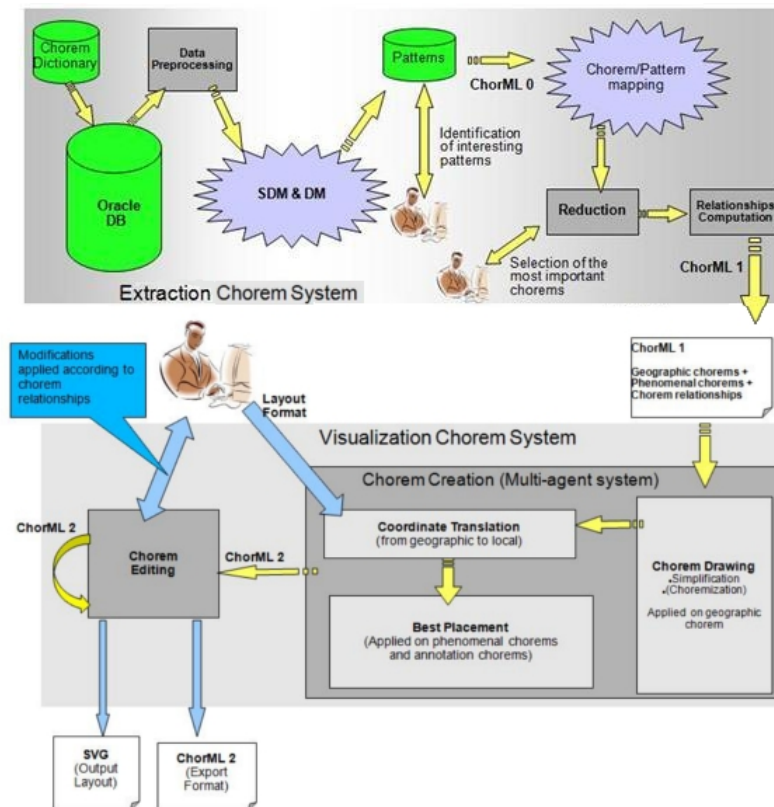 Chorem
Dictionary
Data
Preprocessing
Patterns
ChorML 0
Chorem/Pattern
mapping
Identification
of interesting
patterns
Oracle
DB
SDM & DM
Reduction
Relationships
Computation
Selection of the
most important
chorems
ChorML 1
Extraction Chorem System
Modifications
applied according to
chorem
relationships
Layout
Format
ChorML 1
Geographic chorems +
Phenomenal chorems +
Chorem relationships
Visualization Chorem System
Chorem Creation (Multi-agent system)
ChorML 2
Chorem
Editing
ChorML 2
Coordinate Translation
(from geographic to local)
Chorem Drawing
•Simplification
•(Choremization)
Applied on geographic
chorem
Best Placement
(Applied on phenomenal chorems
and annotation chorems)
SVG
(Output
Layout)
ChorML 2
(Export
Format)